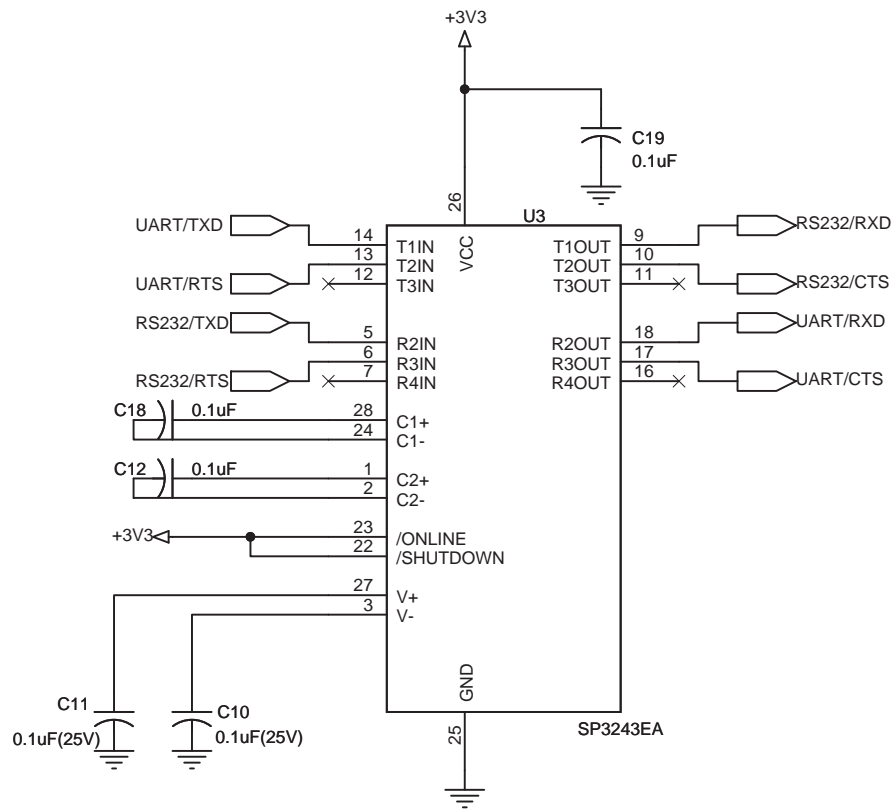 +3V3
C19
0.1uF
26
U3
VCC
UART/TXD
14
T1IN
T1OUT
9
RS232/RXD
13
T2IN
T2OUT
10
UART/RTS
12
T3IN
T3OUT
11
RS232/CTS
RS232/TXD
5
R2IN
R2OUT
18
UART/RXD
6
R3IN
R3OUT
17
RS232/RTS
7
R4IN
R4OUT
16
UART/CTS
C18
0.1uF
28
C1+
24
C1-
C12
0.1uF
1
C2+
2
C2-
+3V3
23
/ONLINE
22
/SHUTDOWN
27
V+
3
V-
GND
C11
0.1uF(25V)
C10
0.1uF(25V)
25
SP3243EA